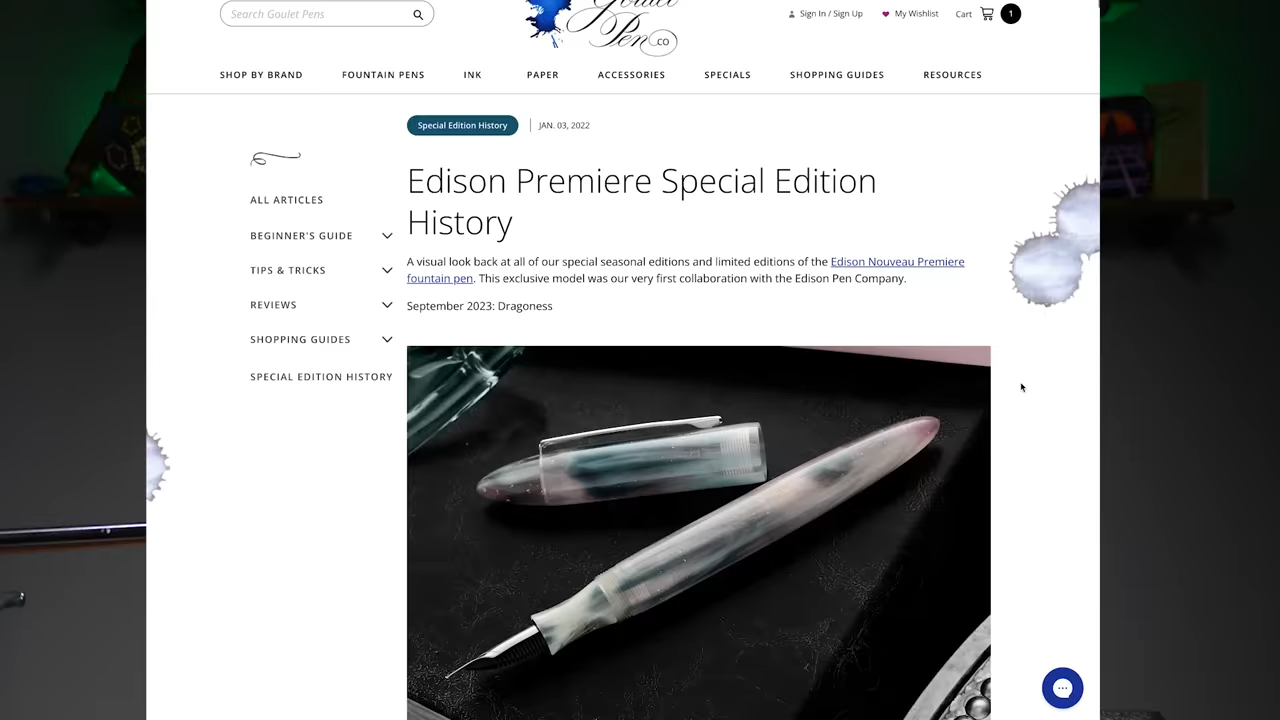 Search Goulet Pens
Goulet
Pen co
Sign In / Sign Up
My Wishlist
Cart
1
SHOP BY BRAND
FOUNTAIN PENS
INK
PAPER
ACCESSORIES
SPECIALS
SHOPPING GUIDES
RESOURCES
Special Edition History
JAN. 03, 2022
ALL ARTICLES
BEGINNER'S GUIDE
TIPS & TRICKS
REVIEWS
SHOPPING GUIDES
SPECIAL EDITION HISTORY
Edison Premiere Special Edition
History
A visual look back at all of our special seasonal editions and limited editions of the Edison Nouveau Premiere
fountain pen. This exclusive model was our very first collaboration with the Edison Pen Company.
September 2023: Dragoness